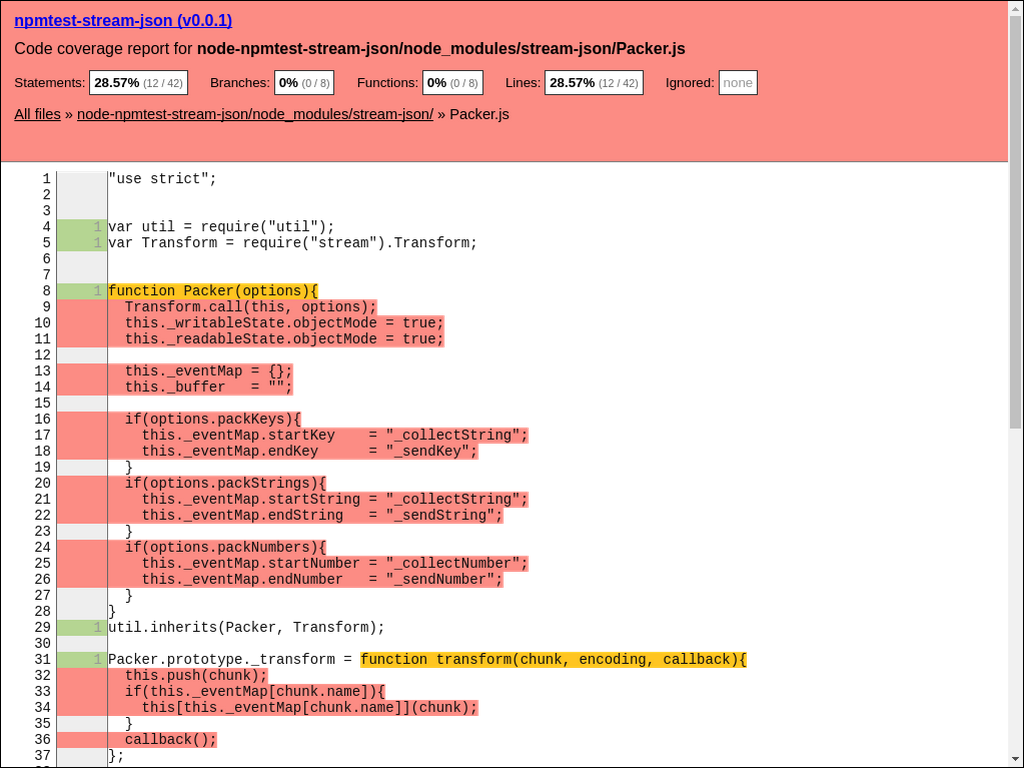 npmtest-stream-json (v0.0.1)
Code coverage report for node-npmtest-stream-json/node_modules/stream-json/Packer.js
Statements: 28.57% (12 / 42) Branches: 0% (0 / 8) Functions: 0% (0 / 8) Lines: 28.57% (12 / 42) Ignored: none
All files » node-npmtest-stream-json/node_modules/stream-json/ » Packer.js
1 "use strict";
2
3
4 1 var util = require("util");
5 1 var Transform = require("stream").Transform;
6
7
8 1 function Packer(options){
9 Transform.call(this, options);
10 this._writableState.objectMode = true;
11 this._readableState.objectMode = true;
12
13 this._eventMap = {};
14 this._buffer   = "";
15
16 if(options.packKeys){
17 this._eventMap.startKey    = "_collectString";
18 this._eventMap.endKey      = "_sendKey";
19 }
20 if(options.packStrings){
21 this._eventMap.startString = "_collectString";
22 this._eventMap.endString   = "_sendString";
23 }
24 if(options.packNumbers){
25 this._eventMap.startNumber = "_collectNumber";
26 this._eventMap.endNumber   = "_sendNumber";
27 }
28 }
29 1 util.inherits(Packer, Transform);
30
31 1 Packer.prototype._transform = function transform(chunk, encoding, callback){
32 this.push(chunk);
33 if(this._eventMap[chunk.name]){
34 this[this._eventMap[chunk.name]](chunk);
35 }
36 callback();
37 };